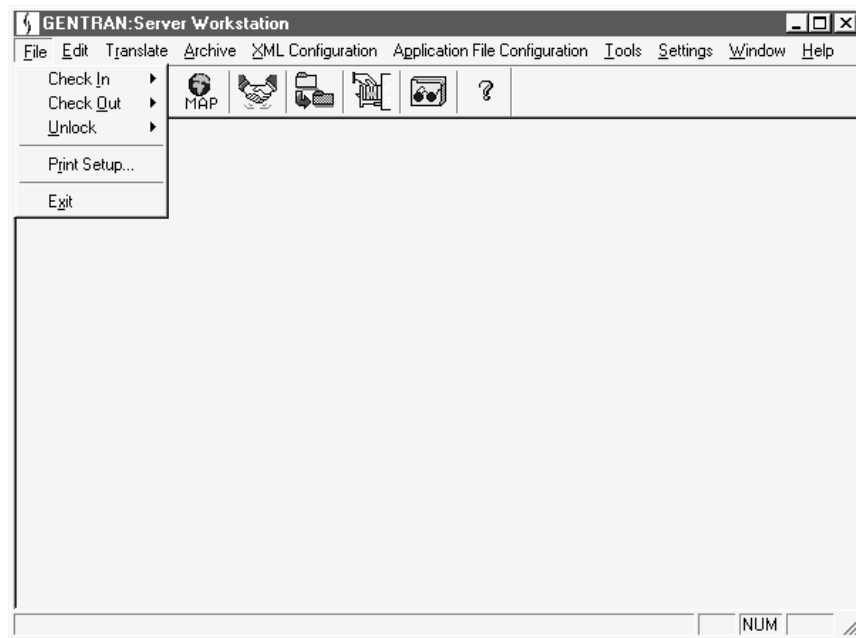 GENTRAN:Server Workstation
File Edit Translate Archive XML Configuration Application File Configuration Tools Settings Window Help
Check In
Check Out
Unlock
MAP
?
Print Setup...
Exit
NUM